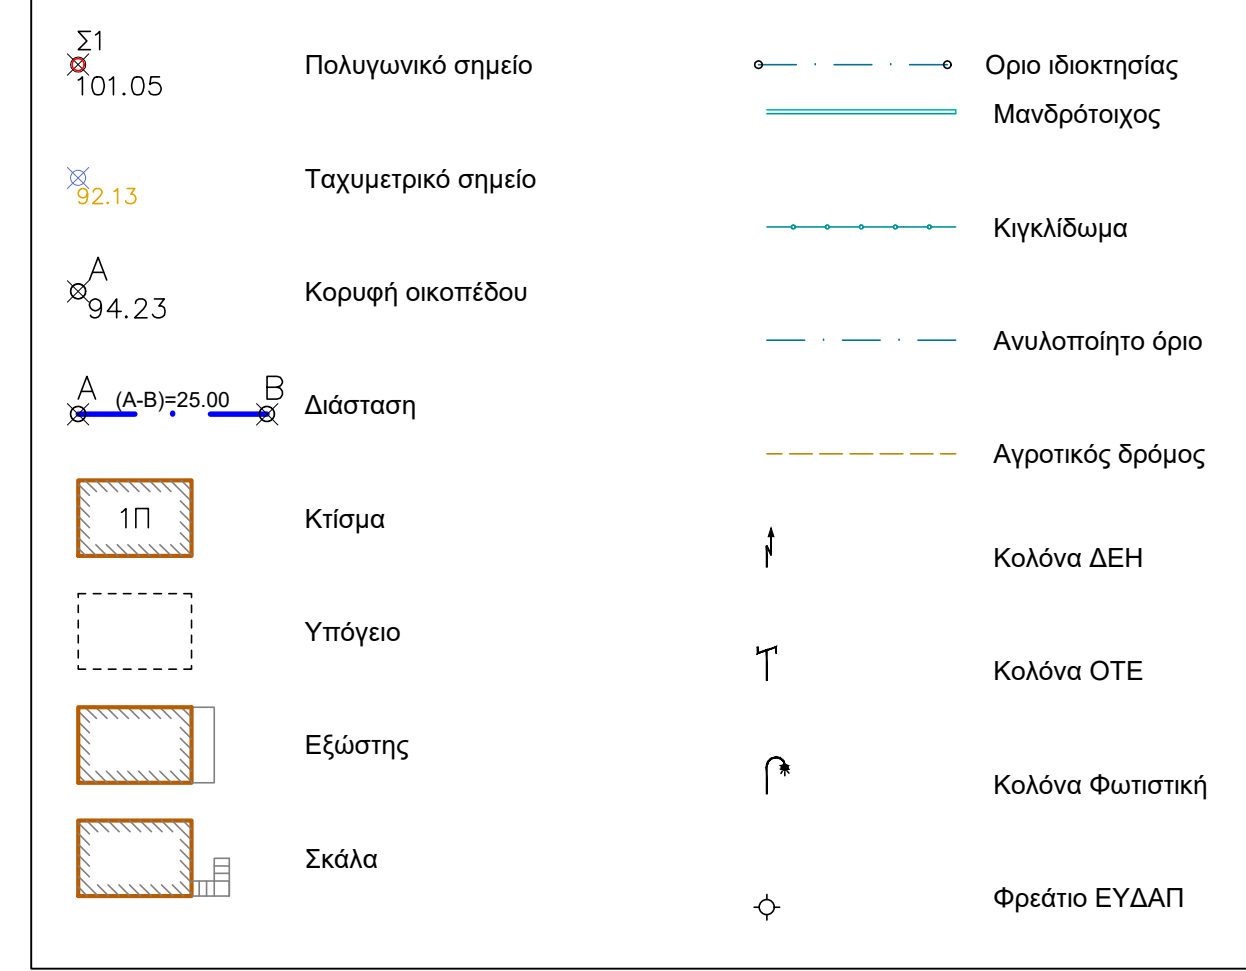 Σ1
101.05
Πολυγωνικό σημείο
92.13
Ταχυμετρικό σημείο
A
94.23
Κορυφή οικοπέδου
A
(A-B)=25.00
B
Διάσταση
1Π
Κτίσμα
Υπόγειο
Εξώστης
Σκάλα
Οριο ιδιοκτησίας
Μανδρότοιχος
Κιγκλίδωμα
Ανυλοποίητο όριο
Αγροτικός δρόμος
Κολόνα ΔΕΗ
Κολόνα ΟΤΕ
Κολόνα Φωτιστική
Φρεάτιο ΕΥΔΑΠ